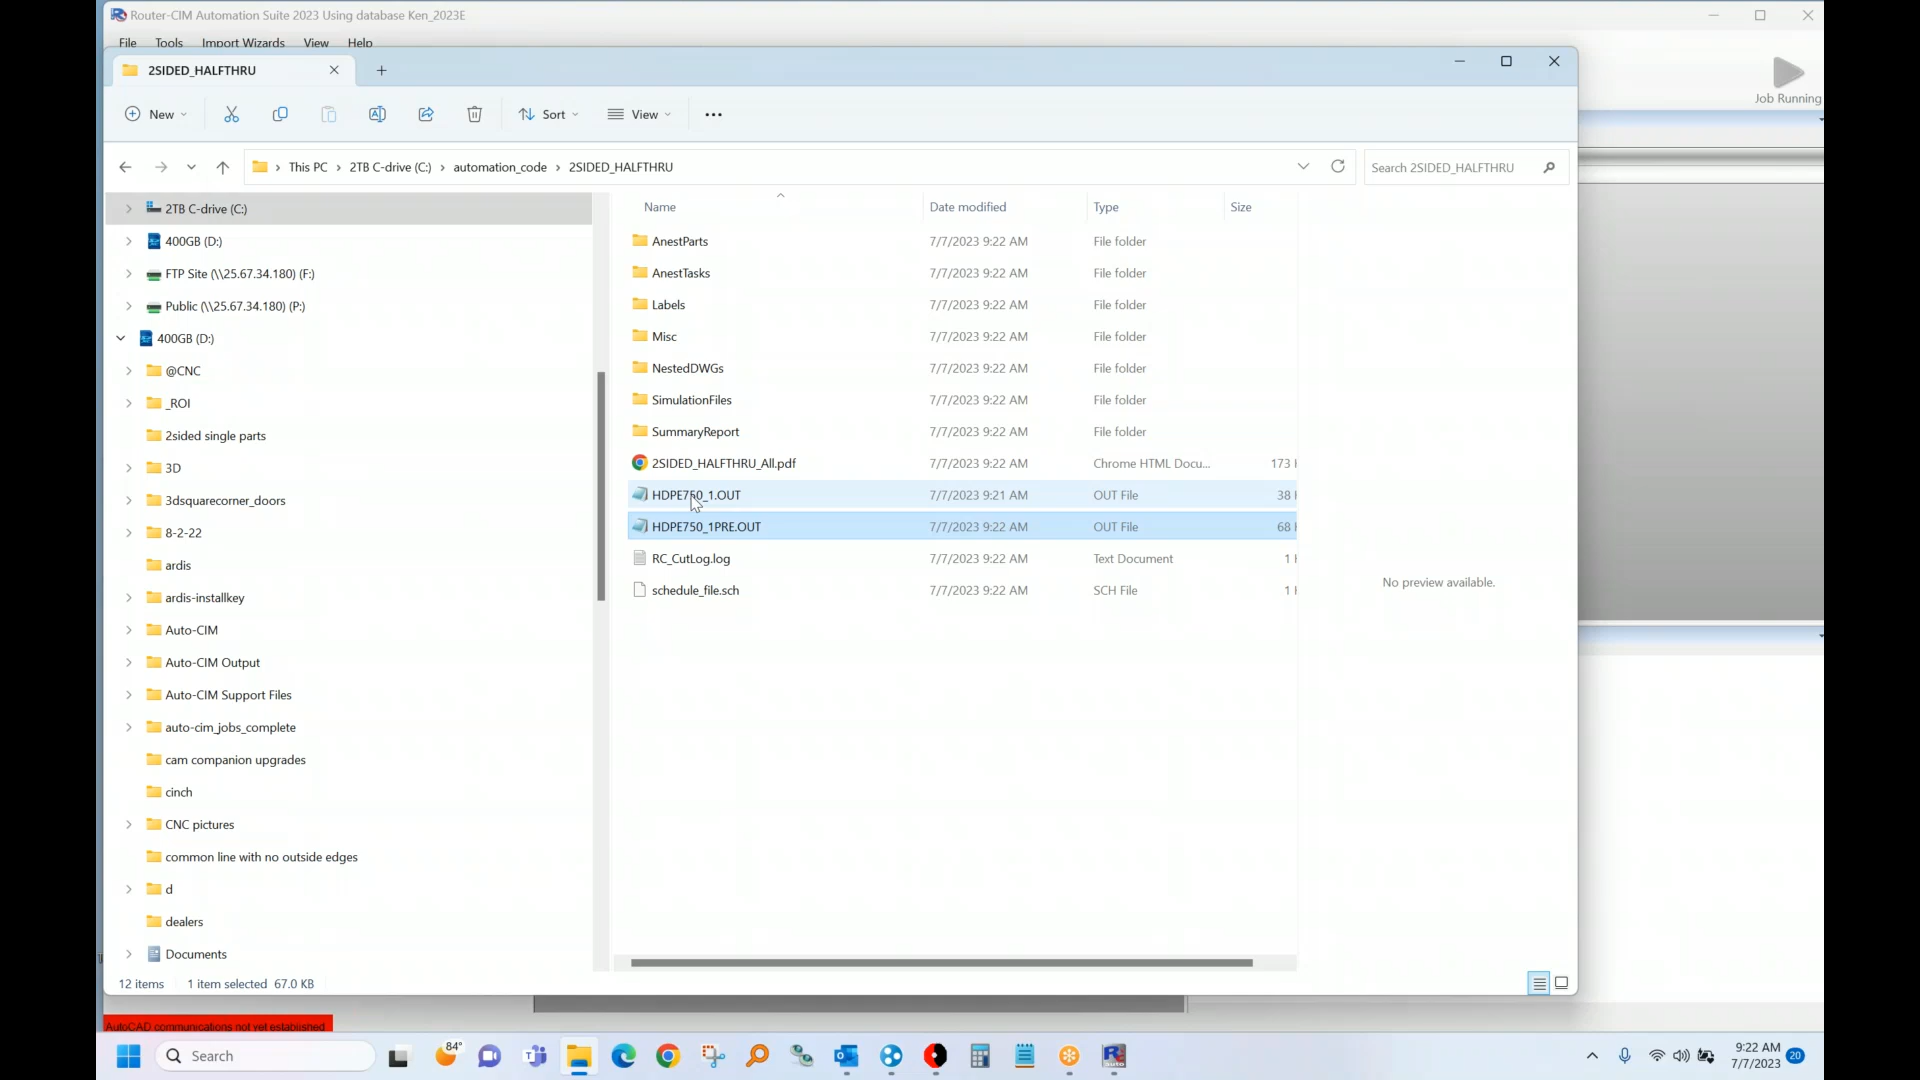 Router-CIM Automation Suite 2023 Using database Ken_2023E
File Tools Import Wizards View Help
2SIDED_HALFTHRU
Job Running
New Sort View
This PC > 2TB C-drive (C:) > automation_code > 2SIDED_HALFTHRU
Search 2SIDED_HALFTHRU
2TB C-drive (C:)
400GB (D:)
FTP Site (\\25.67.34.180) (F:)
Public (\\25.67.34.180) (P:)
400GB (D:)
@CNC
_ROI
2sided single parts
3D
3dsquarecorner_doors
8-2-22
ardis
ardis-installkey
Auto-CIM
Auto-CIM Output
Auto-CIM Support Files
auto-cim_jobs_complete
cam companion upgrades
cinch
CNC pictures
common line with no outside edges
d
dealers
Documents
Name Date modified Type Size
AnestParts 7/7/2023 9:22 AM File folder
AnestTasks 7/7/2023 9:22 AM File folder
Labels 7/7/2023 9:22 AM File folder
Misc 7/7/2023 9:22 AM File folder
NestedDWGs 7/7/2023 9:22 AM File folder
SimulationFiles 7/7/2023 9:22 AM File folder
SummaryReport 7/7/2023 9:22 AM File folder
2SIDED_HALFTHRU_All.pdf 7/7/2023 9:22 AM Chrome HTML Docu... 173
HDPE750_1.OUT 7/7/2023 9:21 AM OUT File 38
HDPE750_1PRE.OUT 7/7/2023 9:22 AM OUT File 68
RC_CutLog.log 7/7/2023 9:22 AM Text Document 1
schedule_file.sch 7/7/2023 9:22 AM SCH File 1
No preview available.
12 items 1 item selected 67.0 KB
AutoCAD communications not yet established
Search
84°
9:22 AM
7/7/2023
20